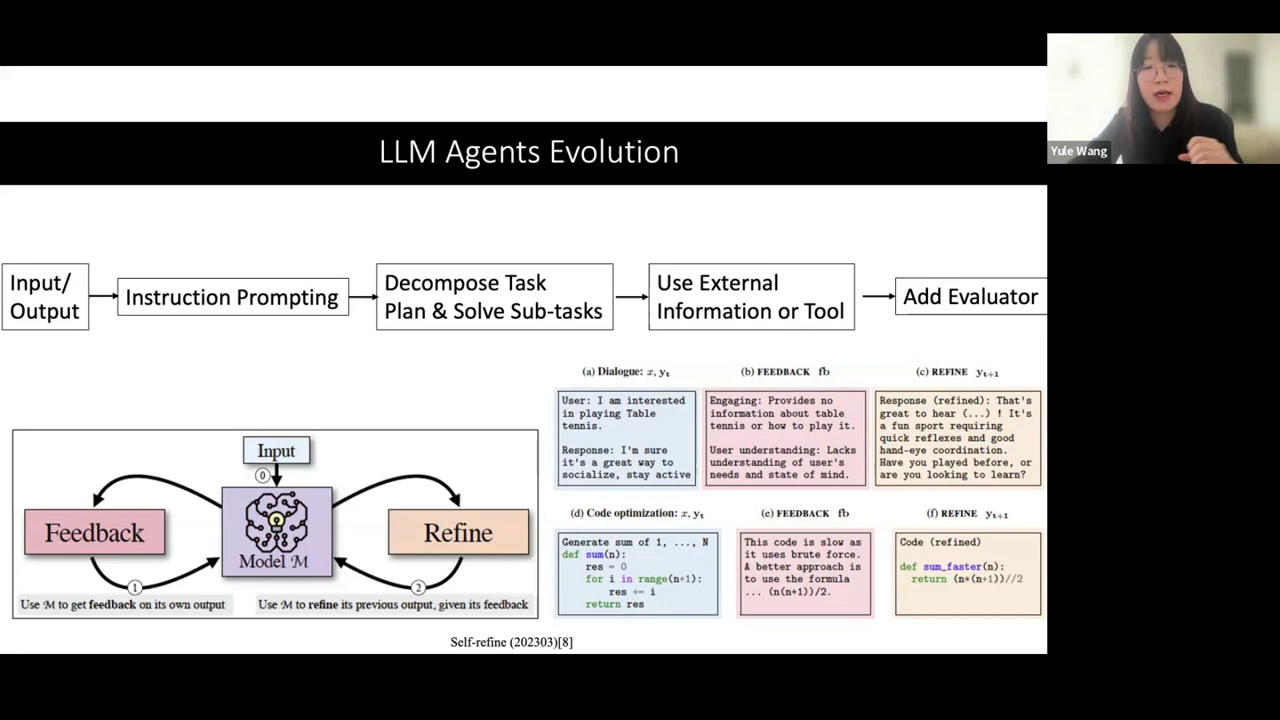 Yule Wang
LLM Agents Evolution
Input/
Output
Instruction Prompting
Decompose Task
Plan & Solve Sub-tasks
Use External
Information or Tool
Add Evaluator
Input
0
Feedback
Model M
Refine
1
2
Use M to get feedback on its own output
Use M to refine its previous output, given its feedback
(a) Dialogue: x, yt
User: I am interested
in playing Table
tennis.
Response: I'm sure
it's a great way to
socialize, stay active
(b) FEEDBACK fb
Engaging: Provides no
information about table
tennis or how to play it.
User understanding: Lacks
understanding of user's
needs and state of mind.
(c) REFINE yt+1
Response (refined): That's
great to hear (...) ! It's
a fun sport requiring
quick reflexes and good
hand-eye coordination.
Have you played before, or
are you looking to learn?
(d) Code optimization: x, yt
Generate sum of 1, ..., N
def sum(n):
res = 0
for i in range(n+1):
res += i
return res
(e) FEEDBACK fb
This code is slow as
it uses brute force.
A better approach is
to use the formula
... (n(n+1))/2.
(f) REFINE yt+1
Code (refined)
def sum_faster(n):
return (n*(n+1))//2
Self-refine (202303)[8]